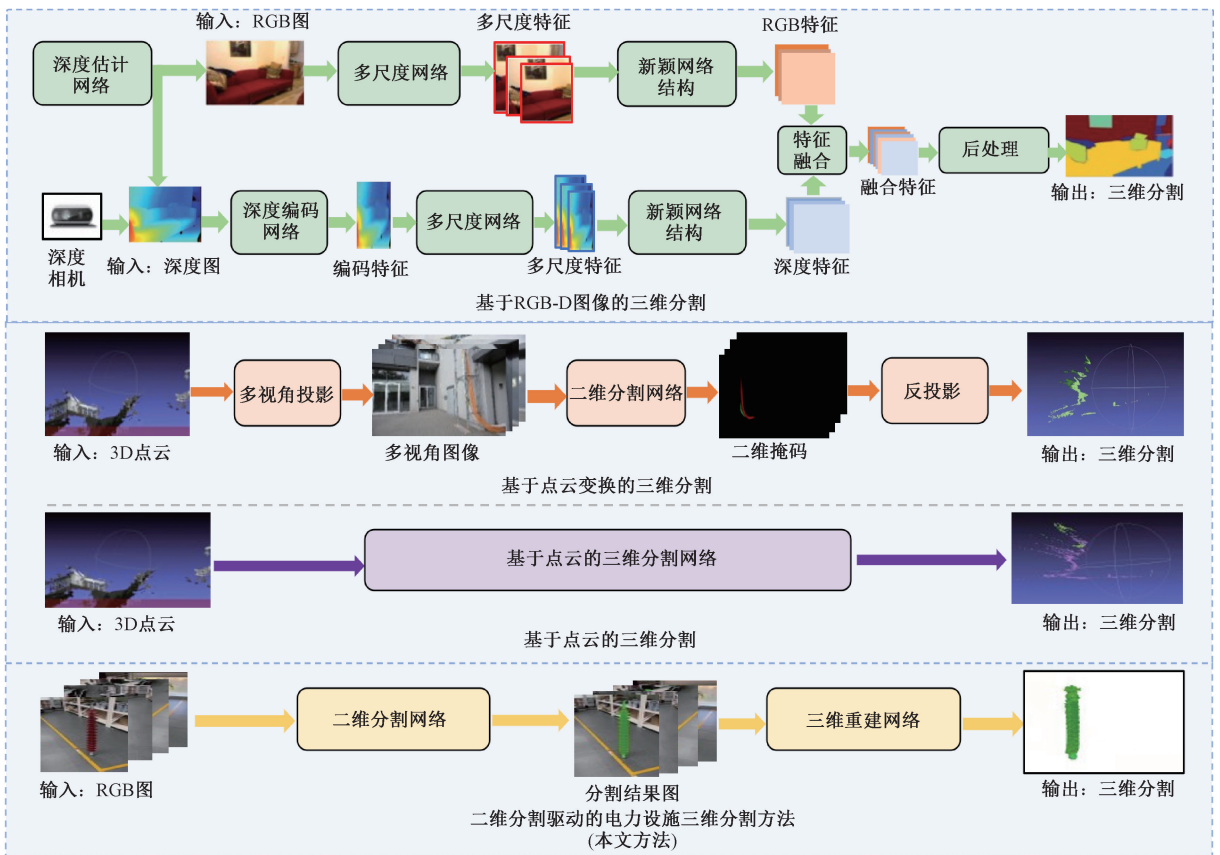 输入：RGB图
多尺度特征
RGB特征
深度估计
网络
多尺度网络
新颖网络
结构
特征
融合
融合特征
后处理
输出：三维分割
深度
相机
输入：深度图
深度编码
网络
编码特征
多尺度网络
多尺度特征
新颖网络
结构
深度特征
基于RGB-D图像的三维分割
输入：3D点云
多视角投影
多视角图像
二维分割网络
二维掩码
反投影
输出：三维分割
基于点云变换的三维分割
输入：3D点云
基于点云的三维分割网络
输出：三维分割
基于点云的三维分割
输入：RGB图
二维分割网络
分割结果图
三维重建网络
输出：三维分割
二维分割驱动的电力设施三维分割方法
(本文方法)